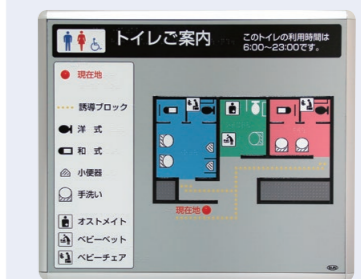 トイレご案内
このトイレの利用時間は
6:00〜23:00です。
現在地
誘導ブロック
洋 式
和 式
小便器
手洗い
オストメイト
ベビーベット
ベビーチェア
現在地